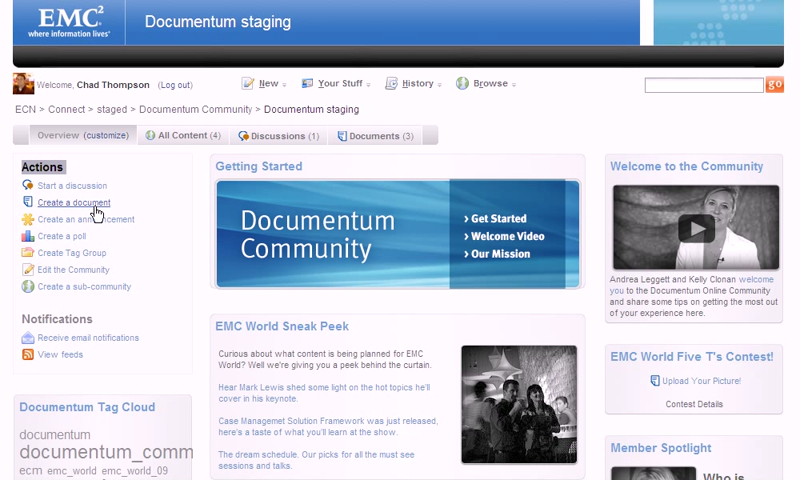 EMC²
where information lives®
Documentum staging
Welcome, Chad Thompson (Log out)
New
Your Stuff
History
Browse
go
ECN > Connect > staged > Documentum Community > Documentum staging
Overview (customize)
All Content (4)
Discussions (1)
Documents (3)
Actions
Start a discussion
Create a document
Create an announcement
Create a poll
Create Tag Group
Edit the Community
Create a sub-community
Notifications
Receive email notifications
View feeds
Documentum Tag Cloud
documentum
documentum_comm
ecm emc_world emc_world_09
Getting Started
Documentum
Community
› Get Started
› Welcome Video
› Our Mission
EMC World Sneak Peek
Curious about what content is being planned for EMC
World? Well we're giving you a peek behind the curtain.
Hear Mark Lewis shed some light on the hot topics he'll
cover in his keynote.
Case Managemet Solution Framework was just released,
here's a taste of what you'll learn at the show.
The dream schedule. Our picks for all the must see
sessions and talks.
Welcome to the Community
Andrea Leggett and Kelly Clonan welcome
you to the Documentum Online Community
and share some tips on getting the most out
of your experience here.
EMC World Five T's Contest!
Upload Your Picture!
Contest Details
Member Spotlight
Who is